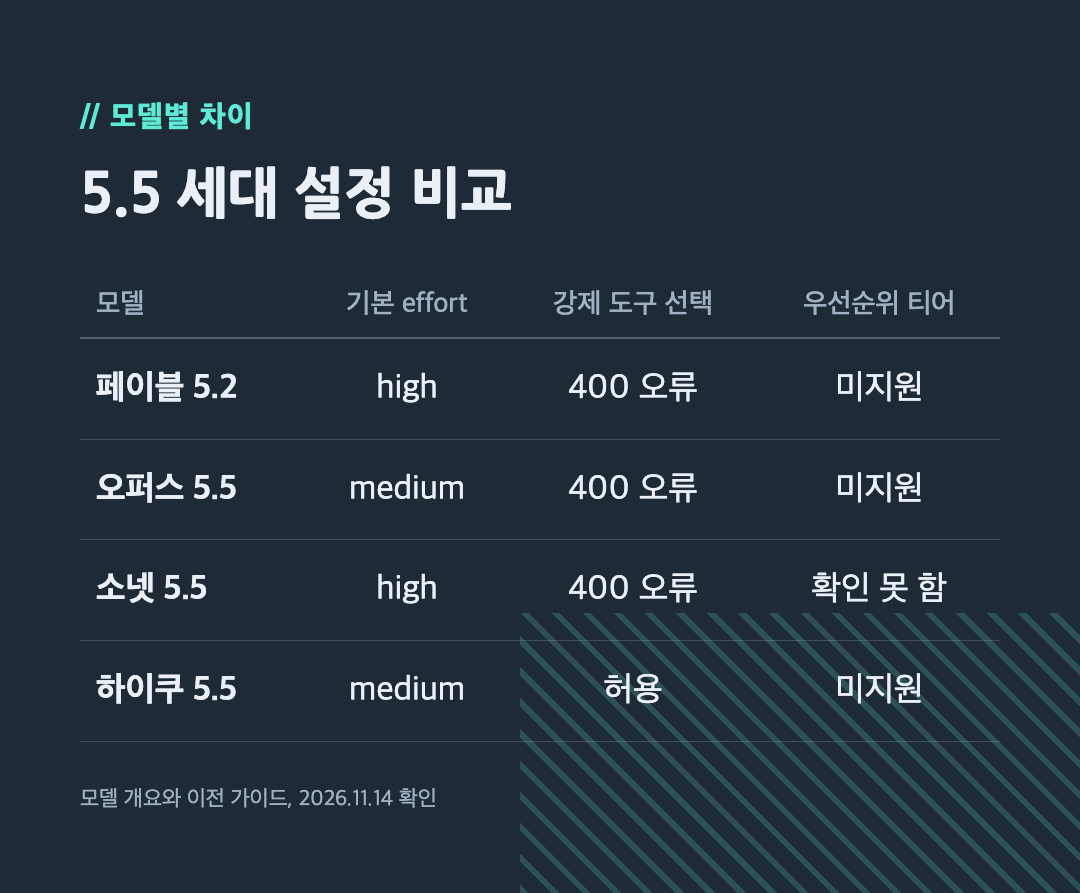 // 모델별 차이
5.5 세대 설정 비교
모델 기본 effort 강제 도구 선택 우선순위 티어
페이블 5.2 high 400 오류 미지원
오퍼스 5.5 medium 400 오류 미지원
소넷 5.5 high 400 오류 확인 못 함
하이쿠 5.5 medium 허용 미지원
모델 개요와 이전 가이드, 2026.11.14 확인